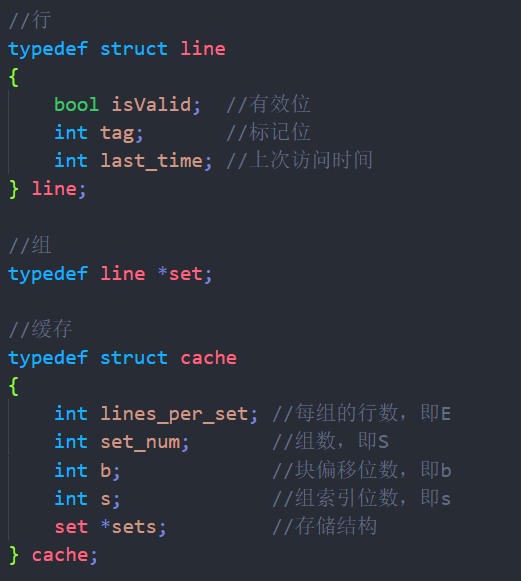 //行
typedef struct line
{
    bool isValid;  //有效位
    int tag;       //标记位
    int last_time; //上次访问时间
} line;

//组
typedef line *set;

//缓存
typedef struct cache
{
    int lines_per_set; //每组的行数，即E
    int set_num;       //组数，即S
    int b;             //块偏移位数，即b
    int s;             //组索引位数，即s
    set *sets;         //存储结构
} cache;